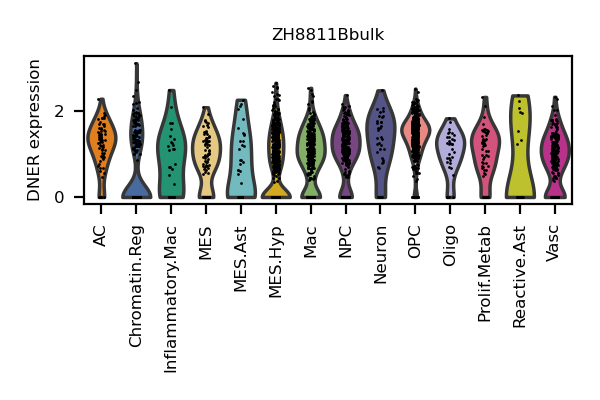 ZH8811Bbulk
DNER expression
2
0
AC
Chromatin.Reg
Inflammatory.Mac
MES
MES.Ast
MES.Hyp
Mac
NPC
Neuron
OPC
Oligo
Prolif.Metab
Reactive.Ast
Vasc